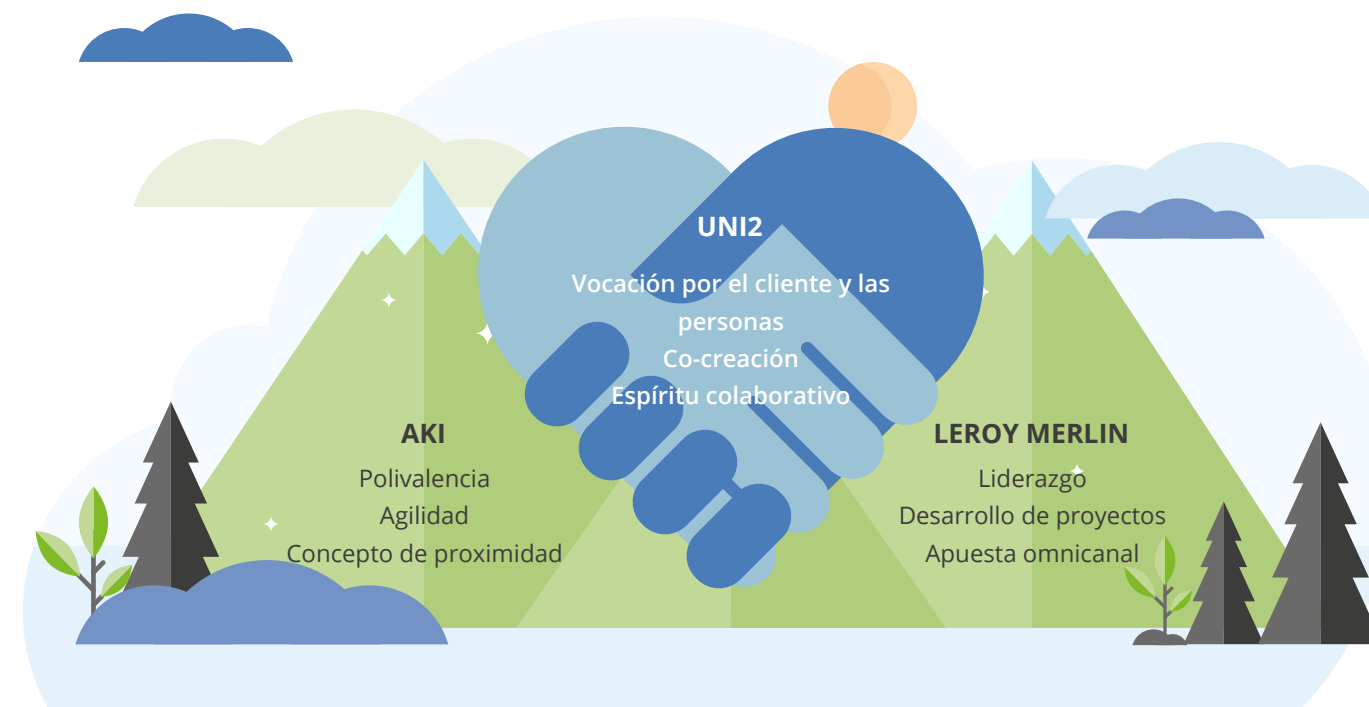 UNI2
Vocación por el cliente y las
personas
Co-creación
Espíritu colaborativo
AKI
Polivalencia
Agilidad
Concepto de proximidad
LEROY MERLIN
Liderazgo
Desarrollo de proyectos
Apuesta omnicanal